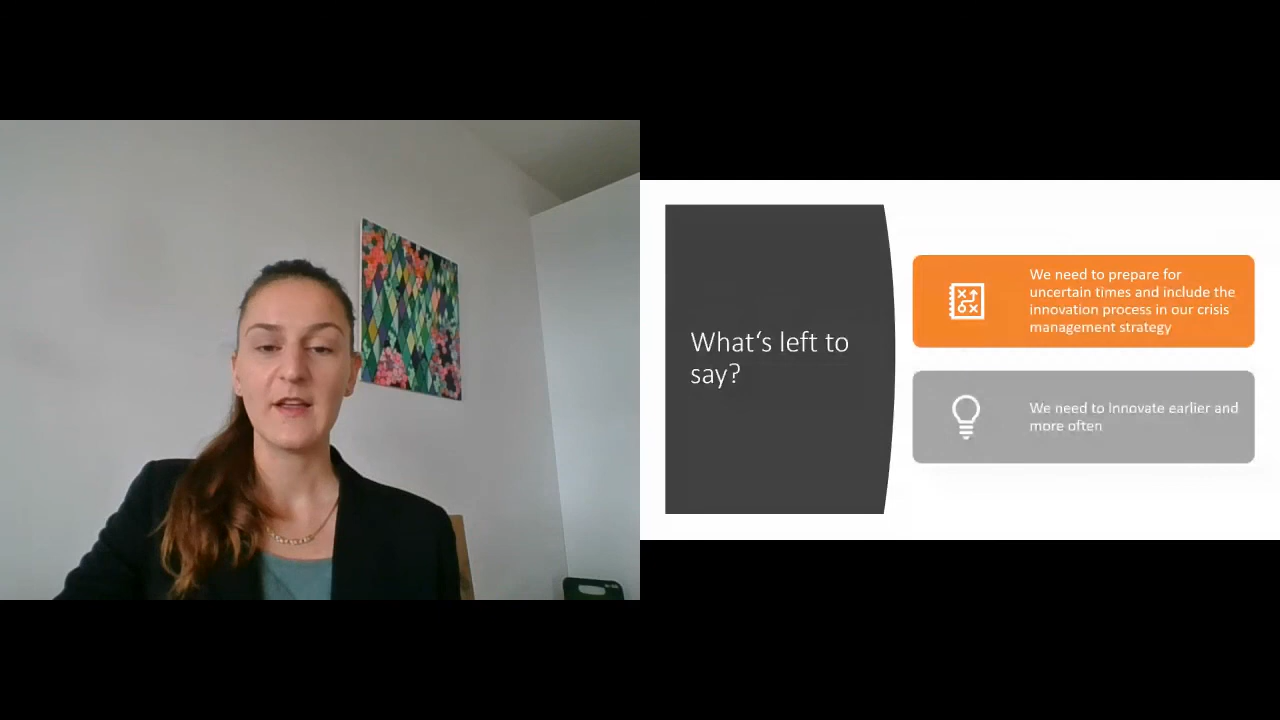 What‘s left to
say?
We need to prepare for
uncertain times and include the
innovation process in our crisis
management strategy
We need to Innovate earlier and
more often